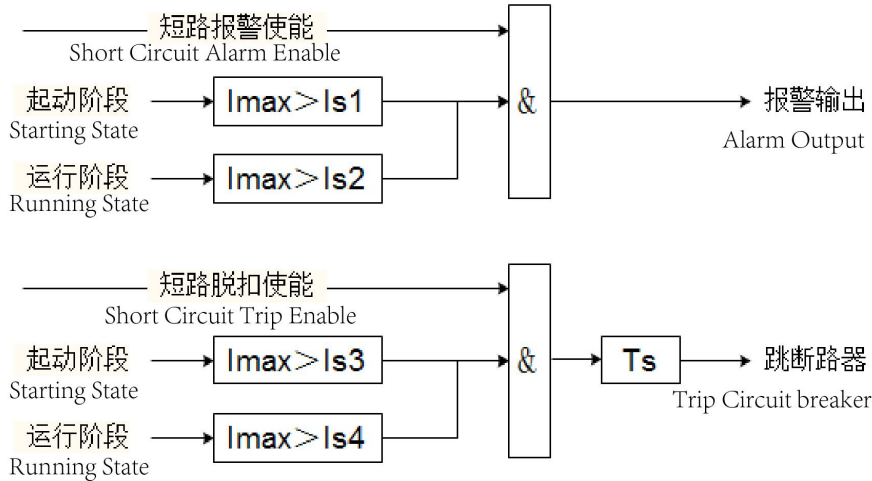 短路报警使能
Short Circuit Alarm Enable
起动阶段
Starting State
Imax＞Is1
&
报警输出
Alarm Output
运行阶段
Running State
Imax＞Is2
短路脱扣使能
Short Circuit Trip Enable
起动阶段
Starting State
Imax＞Is3
&
Ts
跳断路器
Trip Circuit breaker
运行阶段
Running State
Imax＞Is4